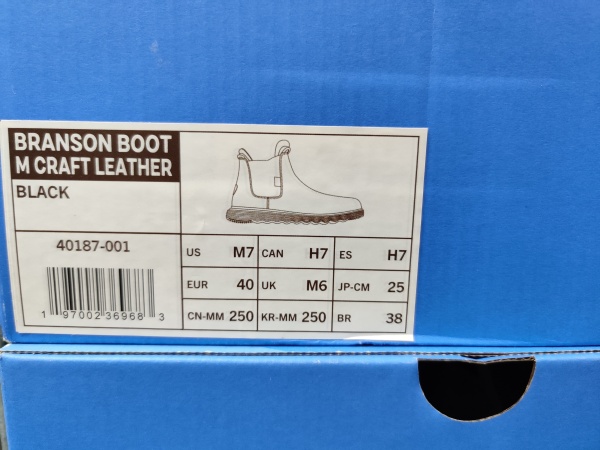 BRANSON BOOT
M CRAFT LEATHER
BLACK
40187-001
1 97002 36968 3
US M7 CAN H7 ES H7
EUR 40 UK M6 JP-CM 25
CN-MM 250 KR-MM 250 BR 38